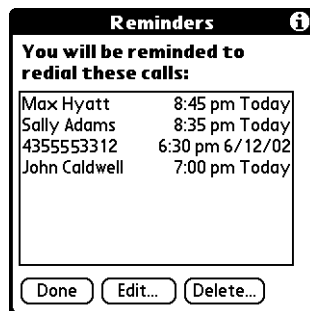 Reminders i
You will be reminded to
redial these calls:
Max Hyatt 8:45 pm Today
Sally Adams 8:35 pm Today
4355553312 6:30 pm 6/12/02
John Caldwell 7:00 pm Today
Done Edit... Delete...